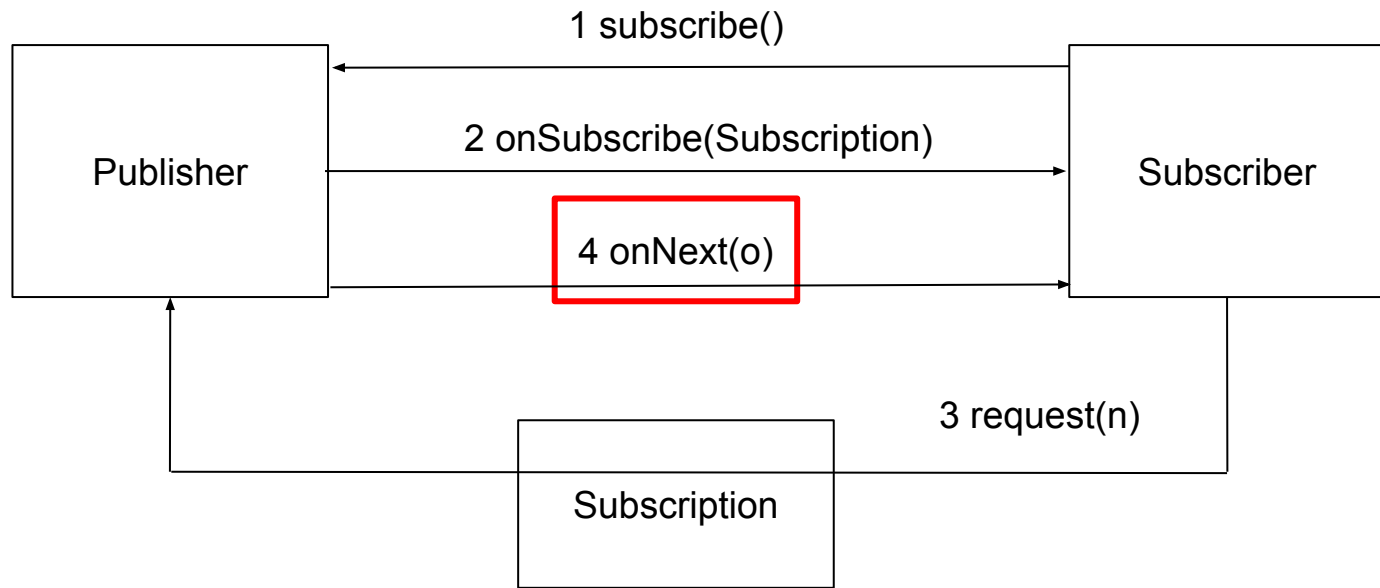 1 subscribe()
2 onSubscribe(Subscription)
Publisher
Subscriber
4 onNext(o)
3 request(n)
Subscription